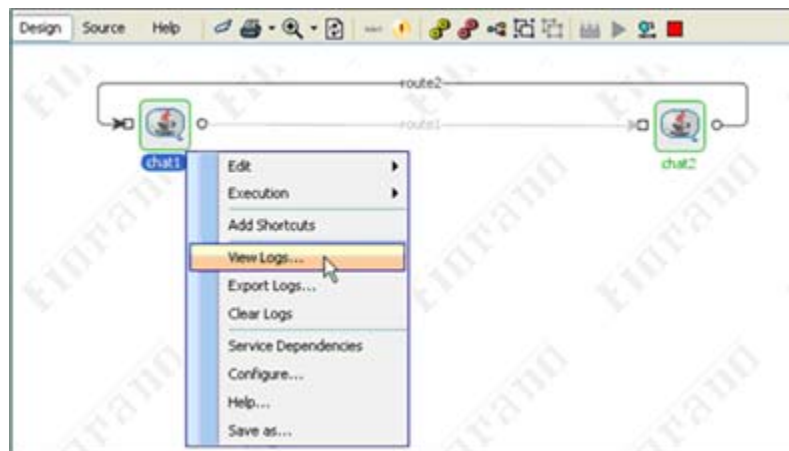 Design Source Help
route2
route1
chat1
chat2
Edit
Execution
Add Shortcuts
View Logs...
Export Logs...
Clear Logs
Service Dependencies
Configure...
Help...
Save as...